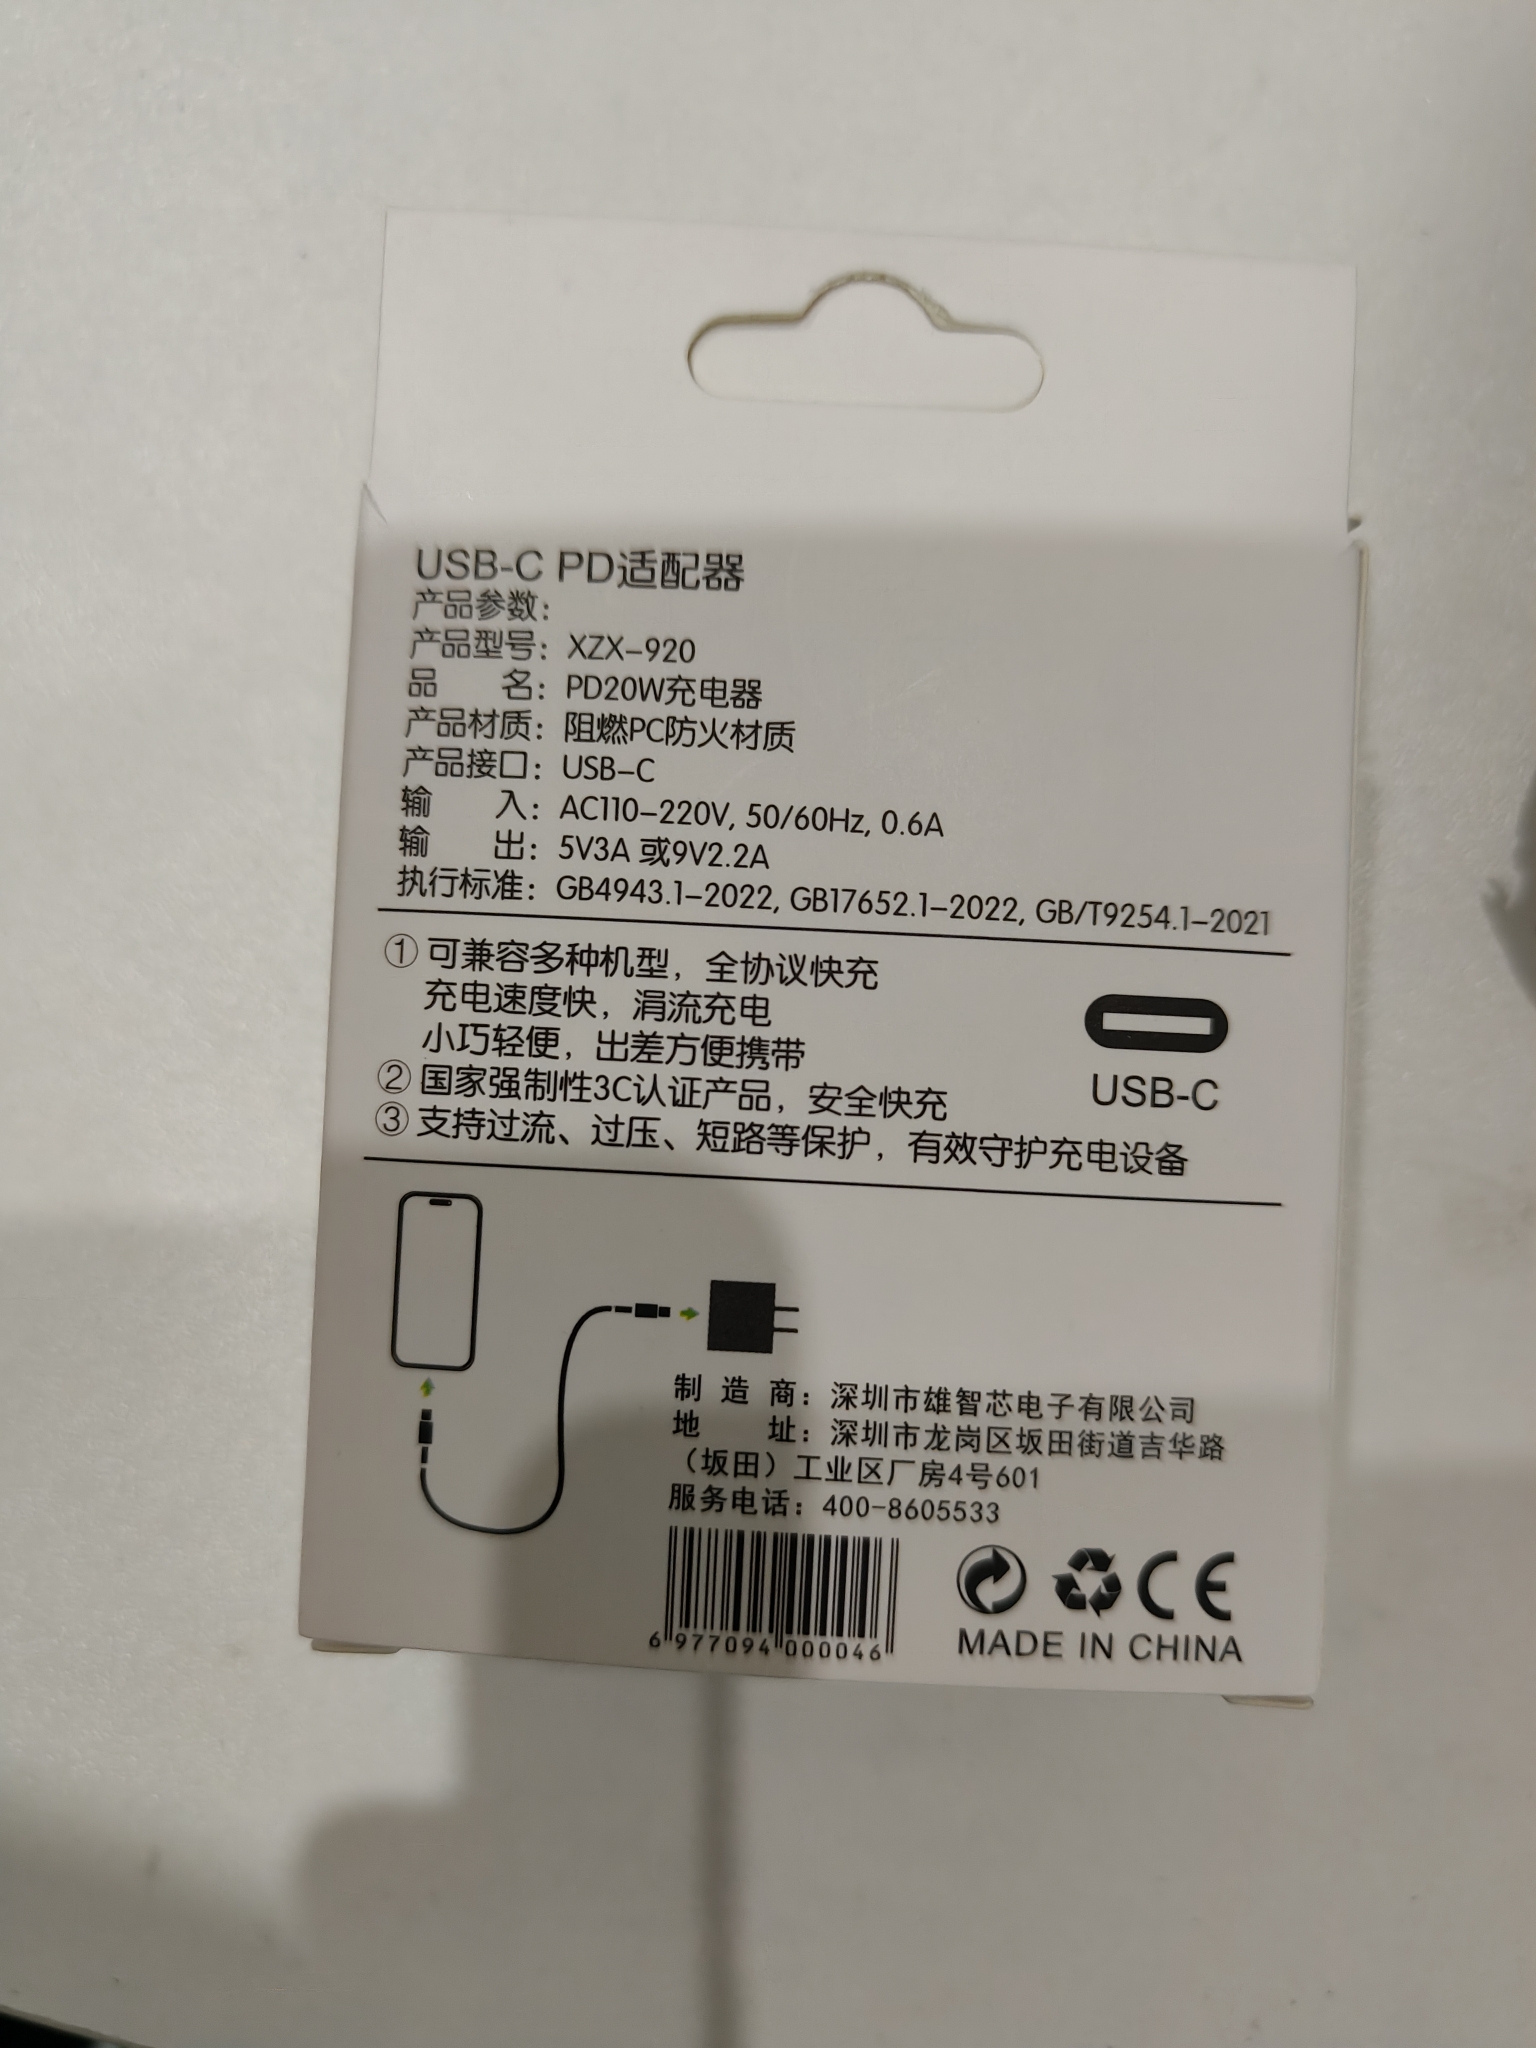 USB-C PD适配器
产品参数：
产品型号：XZX-920
品 名：PD20W充电器
产品材质：阻燃PC防火材质
产品接口：USB-C
输 入：AC110-220V, 50/60Hz, 0.6A
输 出：5V3A 或9V2.2A
执行标准：GB4943.1-2022, GB17652.1-2022, GB/T9254.1-2021
①可兼容多种机型，全协议快充
充电速度快，涓流充电
小巧轻便，出差方便携带
②国家强制性3C认证产品，安全快充
③支持过流、过压、短路等保护，有效守护充电设备
USB-C
制 造 商：深圳市雄智芯电子有限公司
地 址：深圳市龙岗区坂田街道吉华路
（坂田）工业区厂房4号601
服务电话：400-8605533
6 977094 000046
CE
MADE IN CHINA